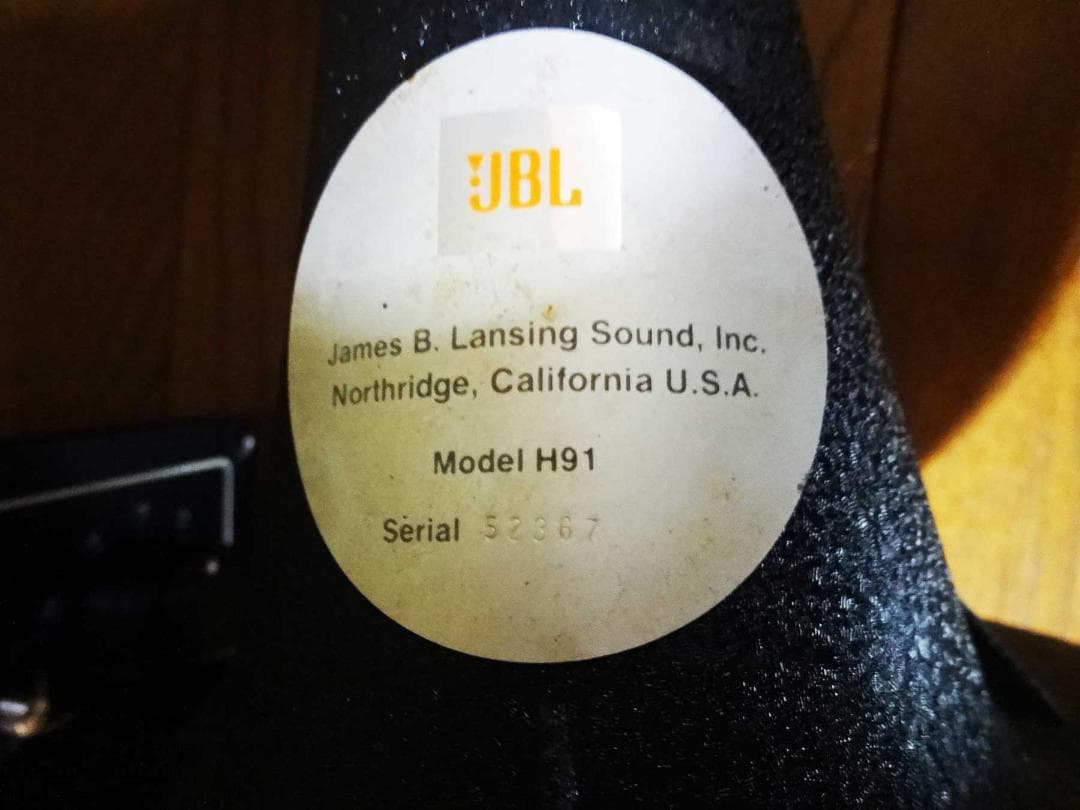 JBL
James B. Lansing Sound, Inc.
Northridge, California U.S.A.
Model H91
Serial 52367